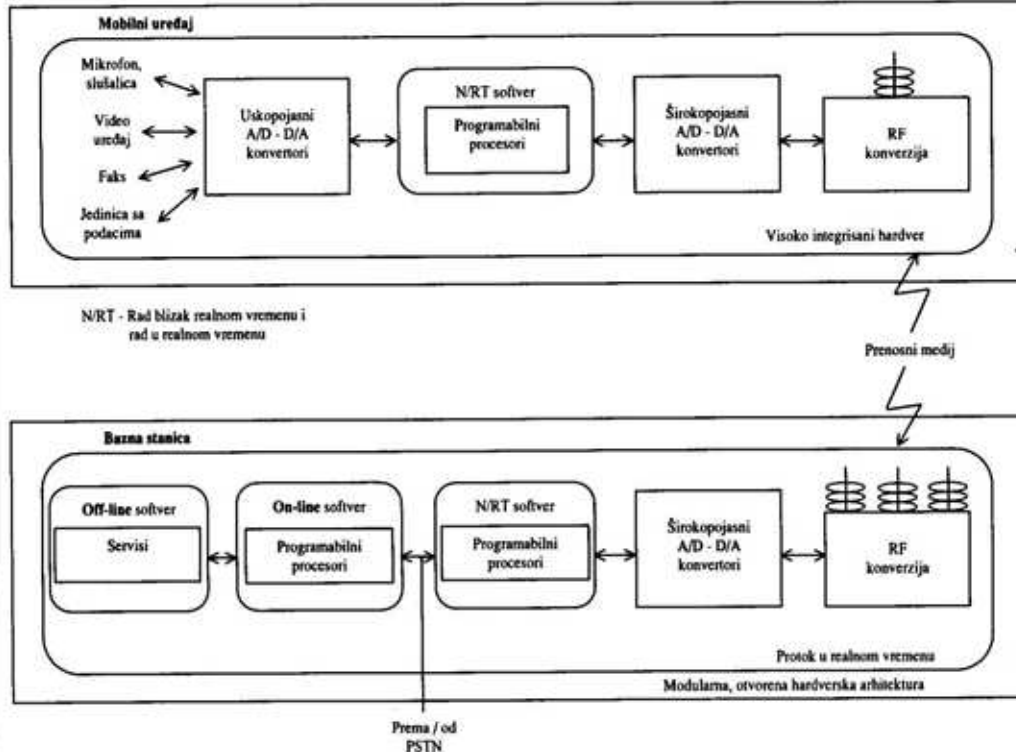 Mobilni uređaj
Mikrofon,
slušalica
Video
uređaj
Faks
Jedinica sa
podacima
Uskopojasni
A/D - D/A
konvertori
N/RT softver
Programabilni
procesori
Širokopojasni
A/D - D/A
konvertori
RF
konverzija
Visoko integrisani hardver
N/RT - Rad blizak realnom vremenu i
rad u realnom vremenu
Prenosni medij
Bazna stanica
Off-line softver
Servisi
On-line softver
Programabilni
procesori
N/RT softver
Programabilni
procesori
Širokopojasni
A/D - D/A
konvertori
RF
konverzija
Protok u realnom vremenu
Modularna, otvorena hardverska arhitektura
Prema / od
PSTN